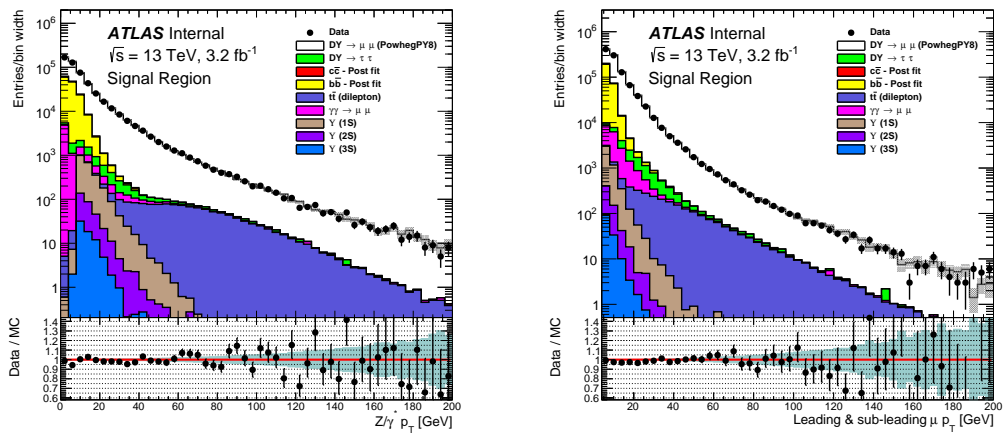 Entries/bin width
10⁶
10⁵
10⁴
10³
10²
10
1
ATLAS Internal
√s = 13 TeV, 3.2 fb⁻¹
Signal Region
Data
DY → μ μ (PowhegPY8)
DY → τ τ
cc̄ - Post fit
bb̄ - Post fit
tt̄ (dilepton)
γγ → μ μ
Υ (1S)
Υ (2S)
Υ (3S)
Data / MC
1.4
1.3
1.2
1.1
1
0.9
0.8
0.7
0.6
0 20 40 60 80 100 120 140 160 180 200
Z/γ* p_T [GeV]
Entries/bin width
10⁶
10⁵
10⁴
10³
10²
10
1
ATLAS Internal
√s = 13 TeV, 3.2 fb⁻¹
Signal Region
Data
DY → μ μ (PowhegPY8)
DY → τ τ
cc̄ - Post fit
bb̄ - Post fit
tt̄ (dilepton)
γγ → μ μ
Υ (1S)
Υ (2S)
Υ (3S)
Data / MC
1.4
1.3
1.2
1.1
1
0.9
0.8
0.7
0.6
20 40 60 80 100 120 140 160 180 200
Leading & sub-leading μ p_T [GeV]